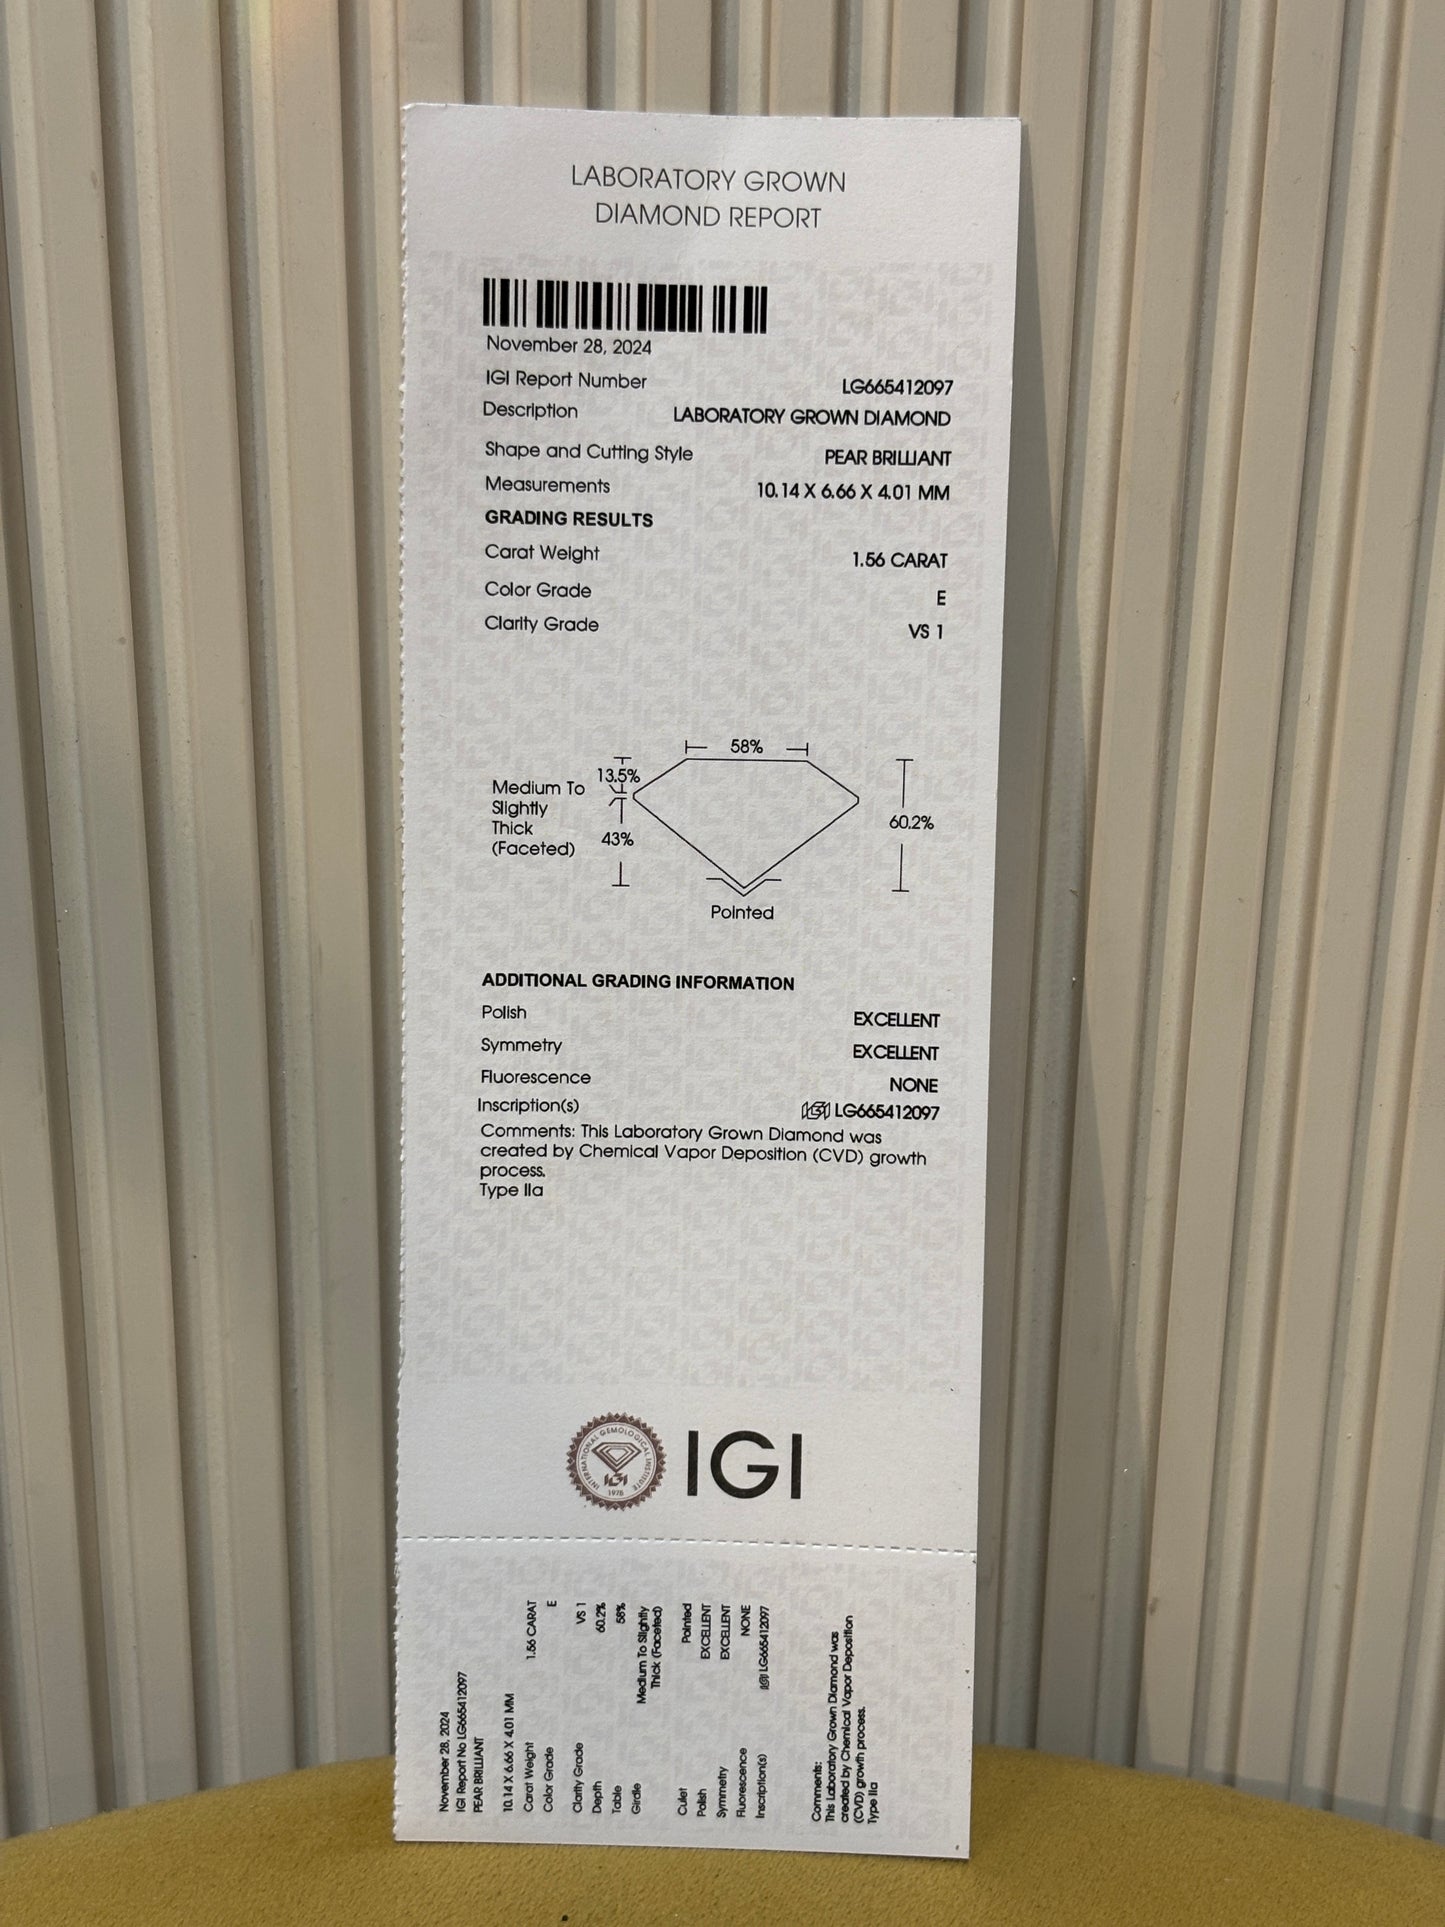 LABORATORY GROWN
DIAMOND REPORT
November 28, 2024
IGI Report Number LG665412097
Description LABORATORY GROWN DIAMOND
Shape and Cutting Style PEAR BRILLIANT
Measurements 10.14 X 6.66 X 4.01 MM
GRADING RESULTS
Carat Weight 1.56 CARAT
Color Grade E
Clarity Grade VS 1
58%
13.5%
Medium To
Slightly
Thick
(Faceted)
43%
60.2%
Pointed
ADDITIONAL GRADING INFORMATION
Polish EXCELLENT
Symmetry EXCELLENT
Fluorescence NONE
Inscription(s) IGI LG665412097
Comments: This Laboratory Grown Diamond was
created by Chemical Vapor Deposition (CVD) growth
process.
Type IIa
INTERNATIONAL GEMOLOGICAL INSTITUTE
IGI
1975
IGI
November 28, 2024
IGI Report No LG665412097
PEAR BRILLIANT
10.14 X 6.66 X 4.01 MM
Carat Weight 1.56 CARAT
Color Grade E
Clarity Grade VS 1
Depth 60.2%
Table 58%
Girdle Medium To Slightly
Thick (Faceted)
Culet Pointed
Polish EXCELLENT
Symmetry EXCELLENT
Fluorescence NONE
Inscription(s) IGI LG665412097
Comments:
This Laboratory Grown Diamond was
created by Chemical Vapor Deposition
(CVD) growth process.
Type IIa